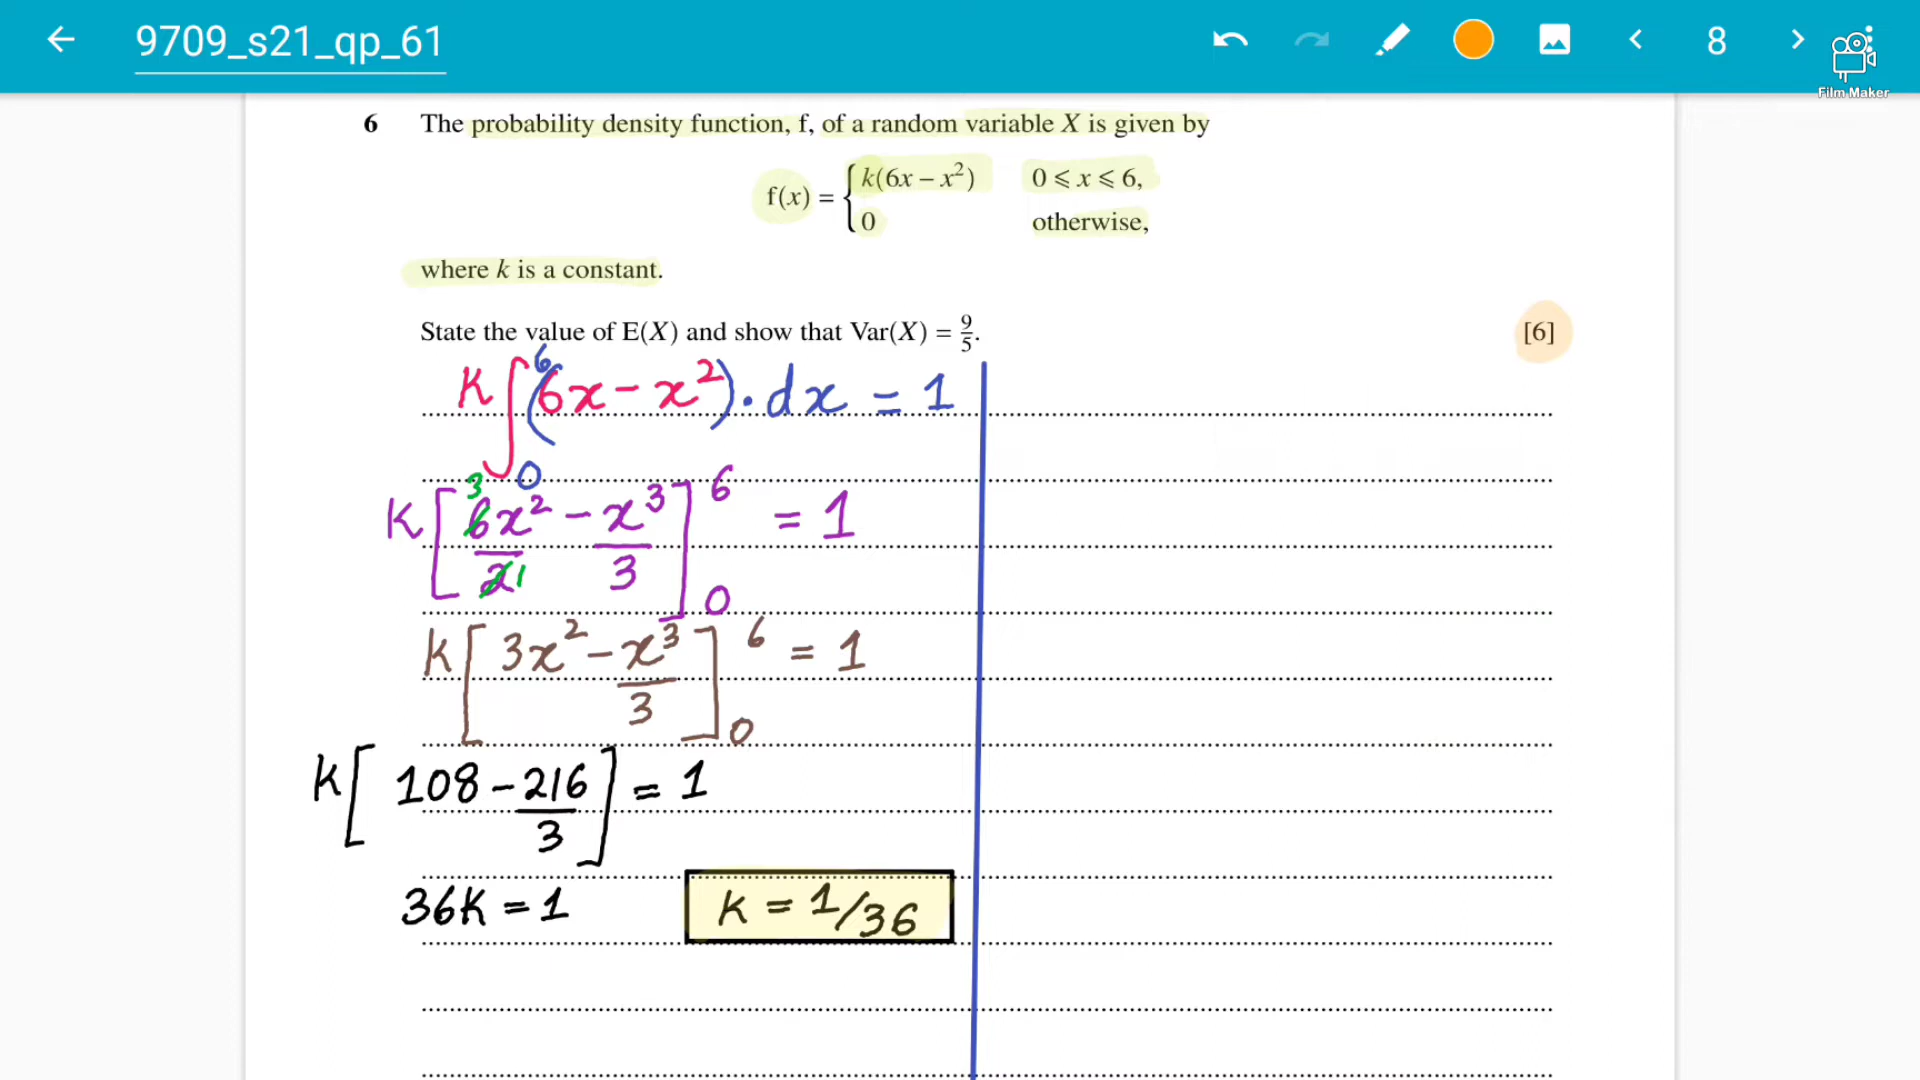 9709_s21_qp_61
8
Film Maker
6 The probability density function, f, of a random variable X is given by
f(x) = { k(6x − x²) 0 ⩽ x ⩽ 6,
0 otherwise,
where k is a constant.
State the value of E(X) and show that Var(X) = 9/5. [6]
K ∫₀⁶ (6x − x²) · dx = 1
K [ 6x²/2 − x³/3 ]₀⁶ = 1
3 1
K [ 3x² − x³/3 ]₀⁶ = 1
K [ 108 − 216/3 ] = 1
36K = 1
K = 1/36